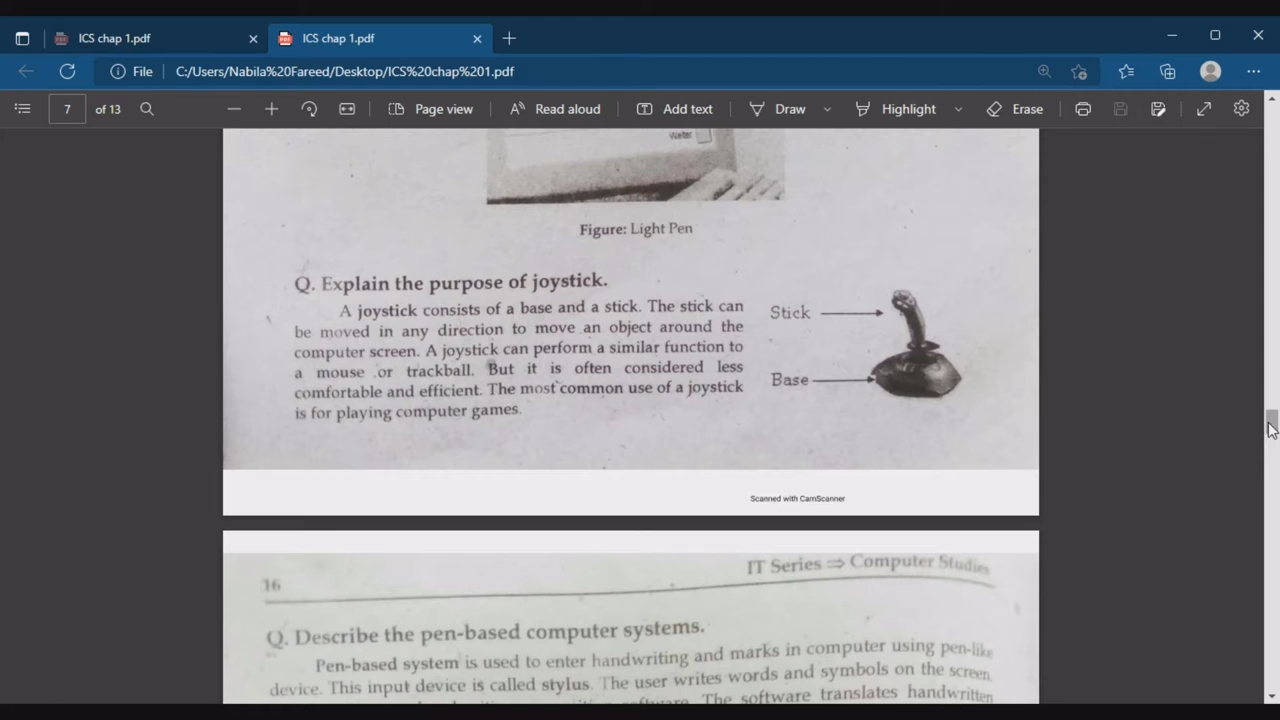 ICS chap 1.pdf
ICS chap 1.pdf
File
C:/Users/Nabila%20Fareed/Desktop/ICS%20chap%201.pdf
7 of 13
Page view
Read aloud
Add text
Draw
Highlight
Erase
Figure: Light Pen
Q. Explain the purpose of joystick.
A joystick consists of a base and a stick. The stick can
be moved in any direction to move an object around the
computer screen. A joystick can perform a similar function to
a mouse or trackball. But it is often considered less
comfortable and efficient. The most common use of a joystick
is for playing computer games.
Stick
Base
Scanned with CamScanner
16
IT Series ⇒ Computer Studies
Q. Describe the pen-based computer systems.
Pen-based system is used to enter handwriting and marks in computer using pen-like
device. This input device is called stylus. The user writes words and symbols on the screen
The software translates handwritten